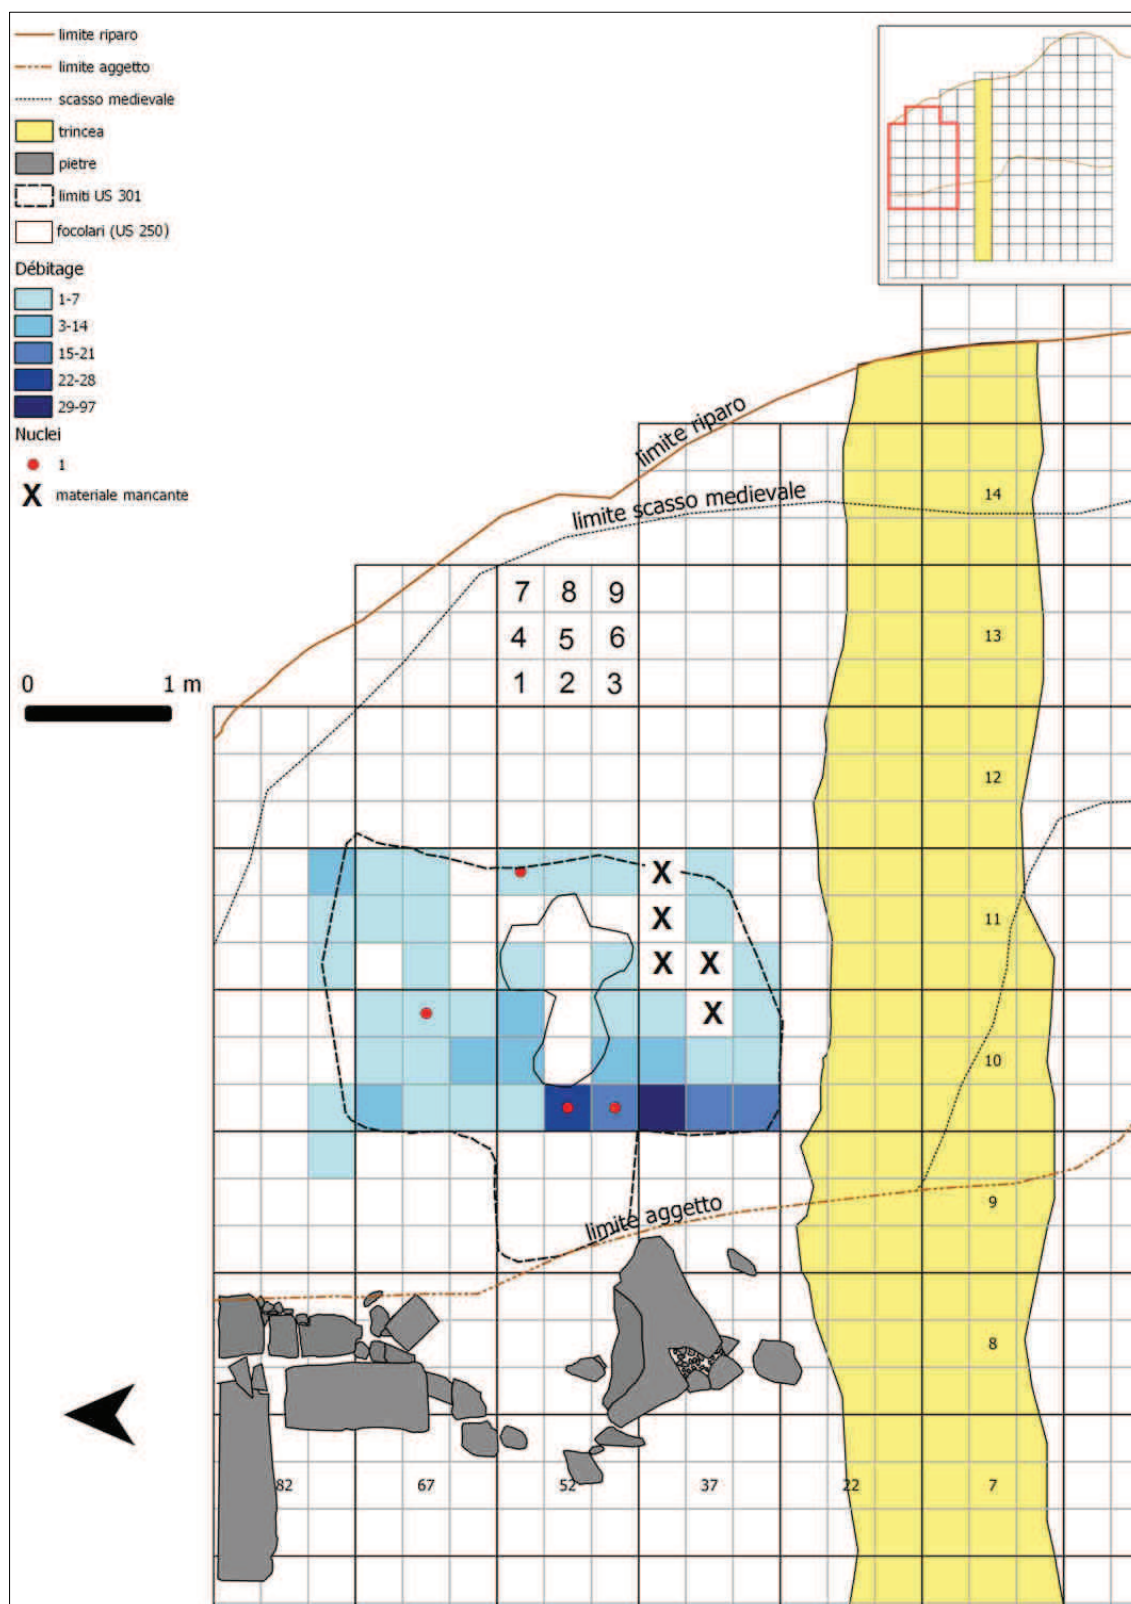 limite riparo
limite aggetto
scasso medievale
trincea
pietre
limiti US 301
focolari (US 250)
Débitage
1-7
3-14
15-21
22-28
29-97
Nuclei
1
X materiale mancante
limite riparo
limite scasso medievale
14
7 8 9
4 5 6
1 2 3
13
0 1 m
12
X
X
11
X X
X
10
limite aggetto
9
8
82 67 52 37 22 7